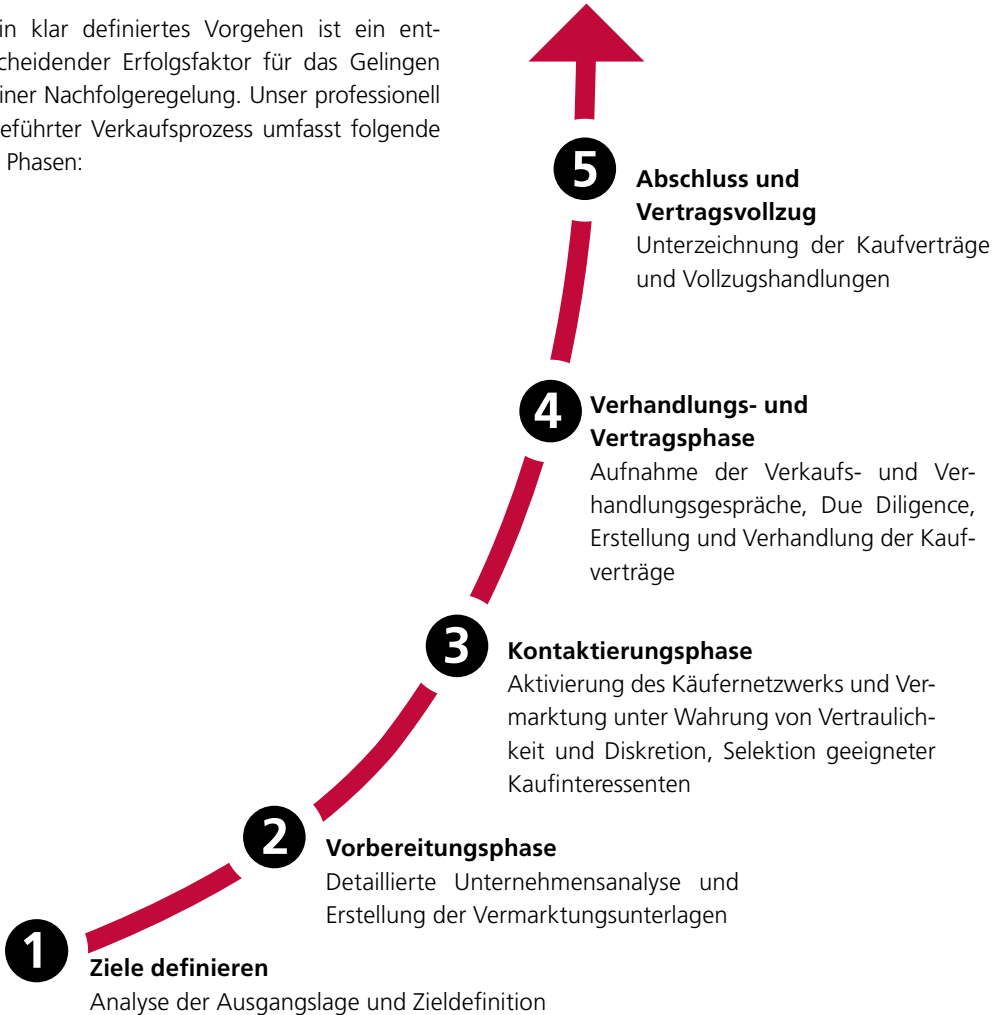 in klar definiertes Vorgehen ist ein ent-
cheidender Erfolgsfaktor für das Gelingen
iner Nachfolgeregelung. Unser professionell
eführter Verkaufsprozess umfasst folgende
Phasen:
5
Abschluss und
Vertragsvollzug
Unterzeichnung der Kaufverträge
und Vollzugshandlungen
4
Verhandlungs- und
Vertragsphase
Aufnahme der Verkaufs- und Ver-
handlungsgespräche, Due Diligence,
Erstellung und Verhandlung der Kauf-
verträge
3
Kontaktierungsphase
Aktivierung des Käufernetzwerks und Ver-
marktung unter Wahrung von Vertraulich-
keit und Diskretion, Selektion geeigneter
Kaufinteressenten
2
Vorbereitungsphase
Detaillierte Unternehmensanalyse und
Erstellung der Vermarktungsunterlagen
1
Ziele definieren
Analyse der Ausgangslage und Zieldefinition